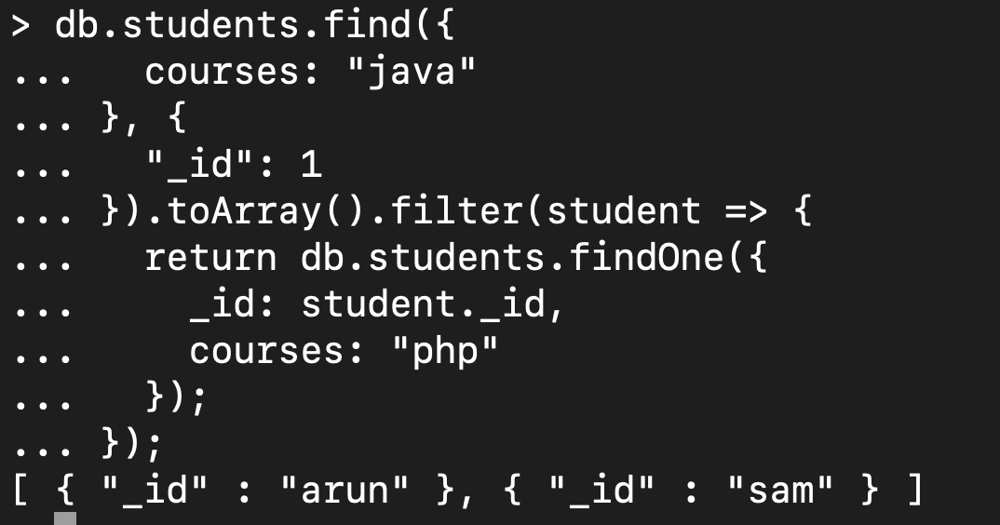 > db.students.find({
...   courses: "java"
... }, {
...   "_id": 1
... }).toArray().filter(student => {
...   return db.students.findOne({
...     _id: student._id,
...     courses: "php"
...   });
... });
[ { "_id" : "arun" }, { "_id" : "sam" } ]